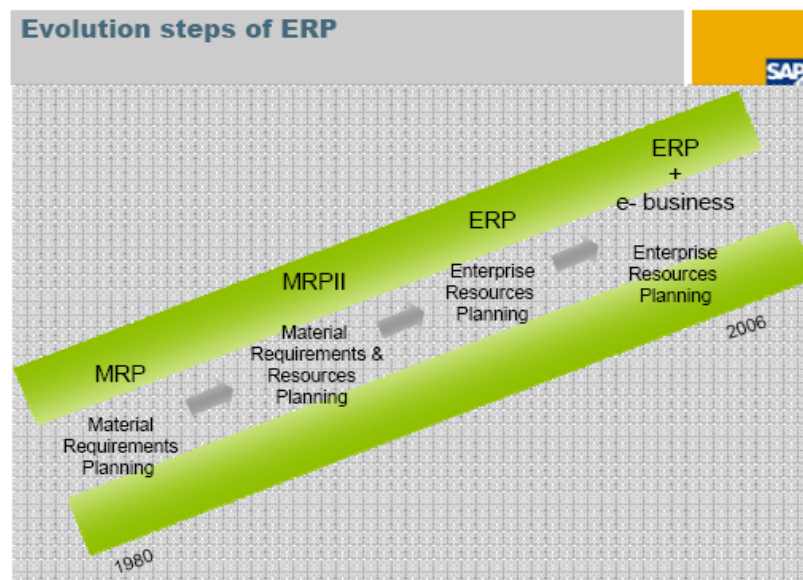 Evolution steps of ERP
SAP
ERP
+
e- business
ERP
MRPII
MRP
Enterprise
Resources
Planning
Enterprise
Resources
Planning
Material
Requirements &
Resources
Planning
Material
Requirements
Planning
2006
1980